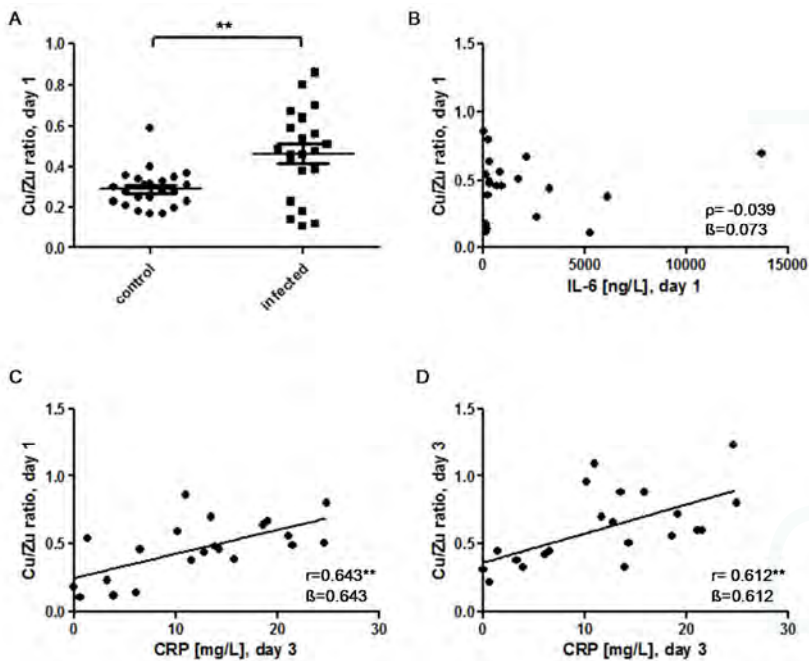 A
**
Cu/Zu ratio, day 1
1.0
0.8
0.6
0.4
0.2
0.0
control
infected
B
Cu/Zu ratio, day 1
1.5
1.0
0.5
0.0
ρ= -0.039
ß=0.073
0
5000
10000
15000
IL-6 [ng/L], day 1
C
Cu/Zu ratio, day 1
1.5
1.0
0.5
0.0
r=0.643**
ß=0.643
0
10
20
30
CRP [mg/L], day 3
D
Cu/Zu ratio, day 3
1.5
1.0
0.5
0.0
r= 0.612**
ß=0.612
0
10
20
30
CRP [mg/L], day 3